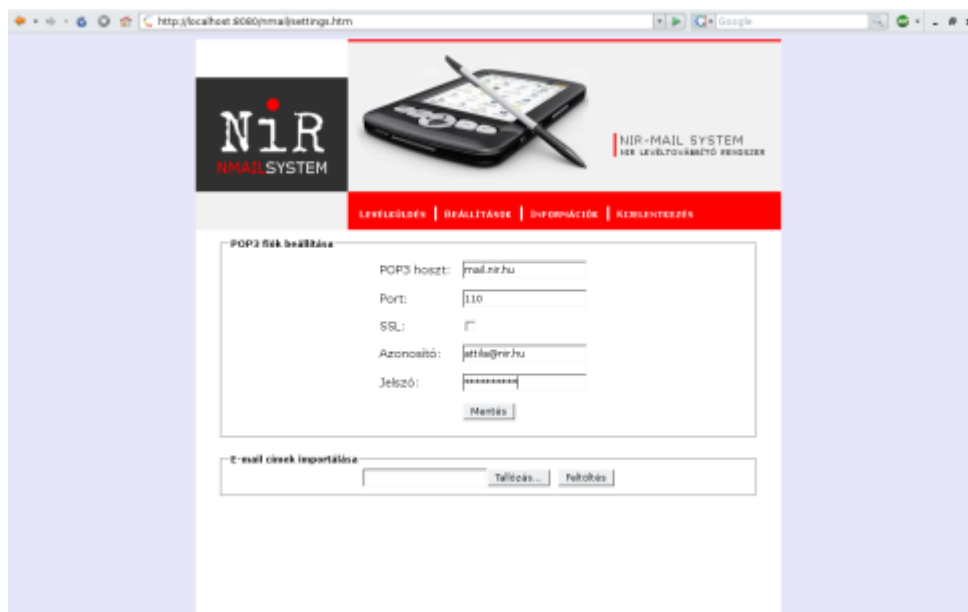 http://localhost:8080/nmail/settings.htm
Google
NiR
NMAILSYSTEM
NIR-MAIL SYSTEM
NIR LEVÉLTOVÁBBÍTÓ RENDSZER
LEVÉLKÜLDÉS | BEÁLLÍTÁSOK | INFORMÁCIÓK | KIJELENTKEZÉS
POP3 fiók beállítása
POP3 hoszt: mail.nir.hu
Port: 110
SSL:
Azonosító: attila@nir.hu
Jelszó: **********
Mentés
E-mail címek importálása
Tallózás... Feltöltés